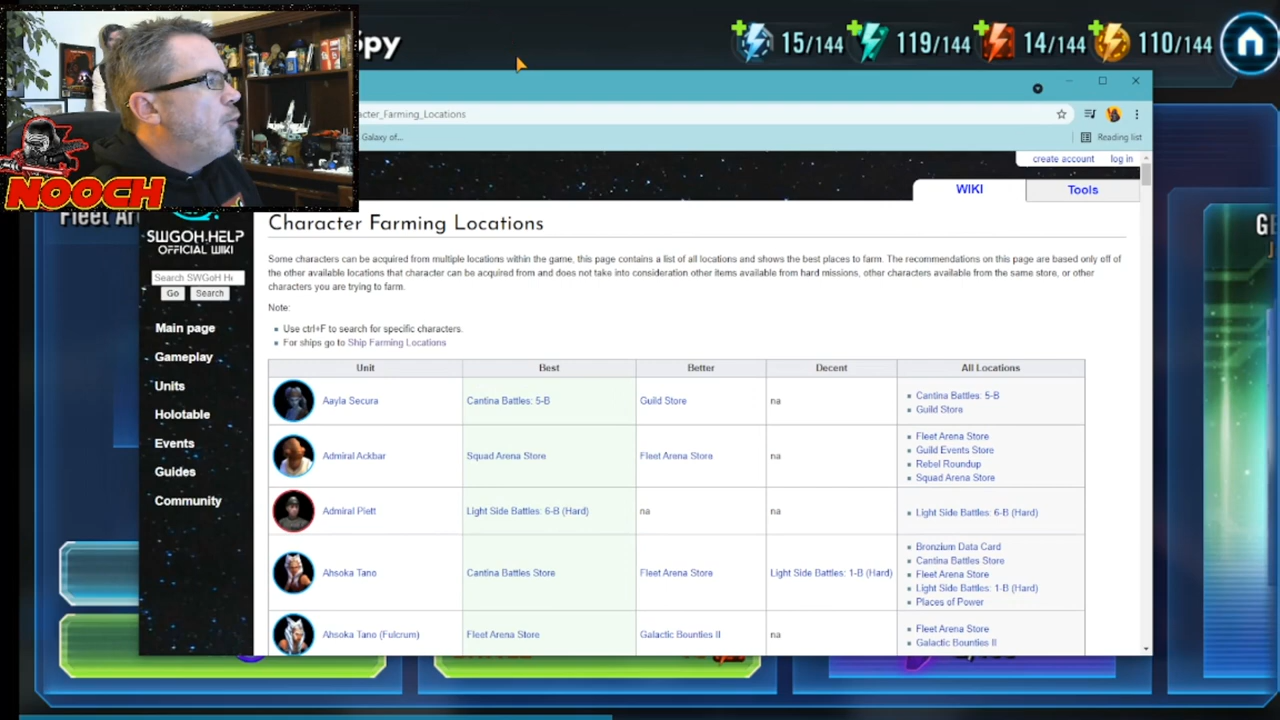 Spy
15/144
119/144
14/144
110/144
acter_Farming_Locations
Galaxy of...
Reading list
create account
log in
WIKI
Tools
NOOCH
Fleet Are
SWGOH.HELP
OFFICIAL WIKI
Search SWGoH He
Go
Search
Main page
Gameplay
Units
Holotable
Events
Guides
Community
Character Farming Locations
Some characters can be acquired from multiple locations within the game, this page contains a list of all locations and shows the best places to farm. The recommendations on this page are based only off of
the other available locations that character can be acquired from and does not take into consideration other items available from hard missions, other characters available from the same store, or other
characters you are trying to farm.
Note:
Use ctrl+F to search for specific characters.
For ships go to Ship Farming Locations
Unit Best Better Decent All Locations
Aayla Secura Cantina Battles: 5-B Guild Store na
Cantina Battles: 5-B
Guild Store
Admiral Ackbar Squad Arena Store Fleet Arena Store na
Fleet Arena Store
Guild Events Store
Rebel Roundup
Squad Arena Store
Admiral Piett Light Side Battles: 6-B (Hard) na na
Light Side Battles: 6-B (Hard)
Ahsoka Tano Cantina Battles Store Fleet Arena Store Light Side Battles: 1-B (Hard)
Bronzium Data Card
Cantina Battles Store
Fleet Arena Store
Light Side Battles: 1-B (Hard)
Places of Power
Ahsoka Tano (Fulcrum) Fleet Arena Store Galactic Bounties II na
Fleet Arena Store
Galactic Bounties II